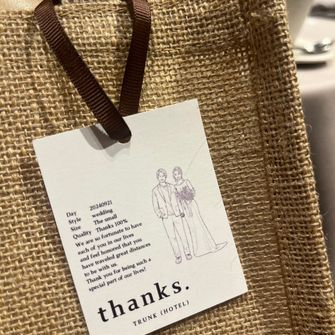 Day 20240921
Style wedding
Size The small
Quality Thanks 100%
We are so fortunate to have
each of you in our lives
and feel honored that you
have traveled great distances
to be with us.
Thank you for being such a
special part of our lives!
thanks.
TRUNK (HOTEL)